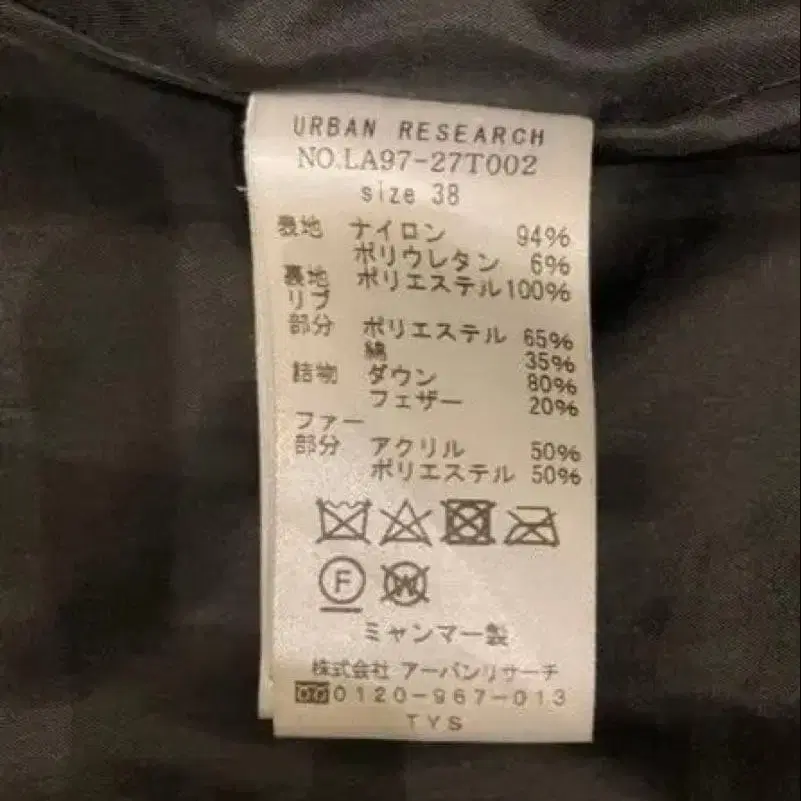 URBAN RESEARCH
NO.LA97-27T002
size 38
表地 ナイロン 94%
ポリウレタン 6%
裏地 ポリエステル 100%
リブ
部分 ポリエステル 65%
綿 35%
詰物 ダウン 80%
フェザー 20%
ファー
部分 アクリル 50%
ポリエステル 50%
F W
ミャンマー製
株式会社 アーバンリサーチ
0120-967-013
TYS